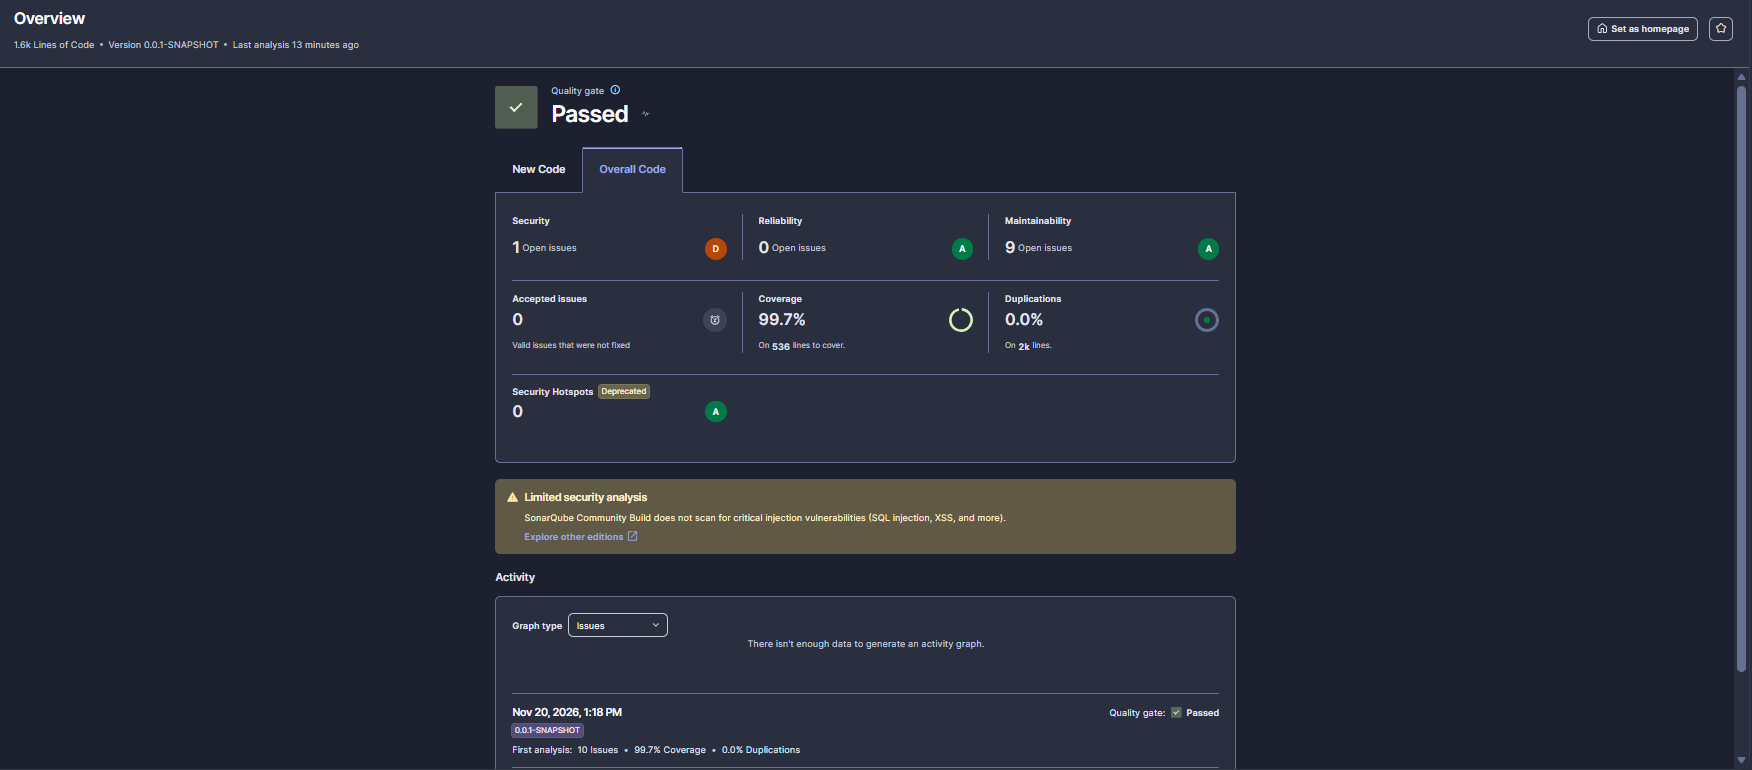 Overview
1.6k Lines of Code • Version 0.0.1-SNAPSHOT • Last analysis 13 minutes ago
Set as homepage
Quality gate
Passed
New Code
Overall Code
Security
1 Open issues
D
Reliability
0 Open issues
A
Maintainability
9 Open issues
A
Accepted issues
0
Valid issues that were not fixed
Coverage
99.7%
On 536 lines to cover.
Duplications
0.0%
On 2k lines.
Security Hotspots Deprecated
0
A
Limited security analysis
SonarQube Community Build does not scan for critical injection vulnerabilities (SQL injection, XSS, and more).
Explore other editions
Activity
Graph type Issues
There isn't enough data to generate an activity graph.
Nov 20, 2026, 1:18 PM
Quality gate: Passed
0.0.1-SNAPSHOT
First analysis: 10 Issues • 99.7% Coverage • 0.0% Duplications